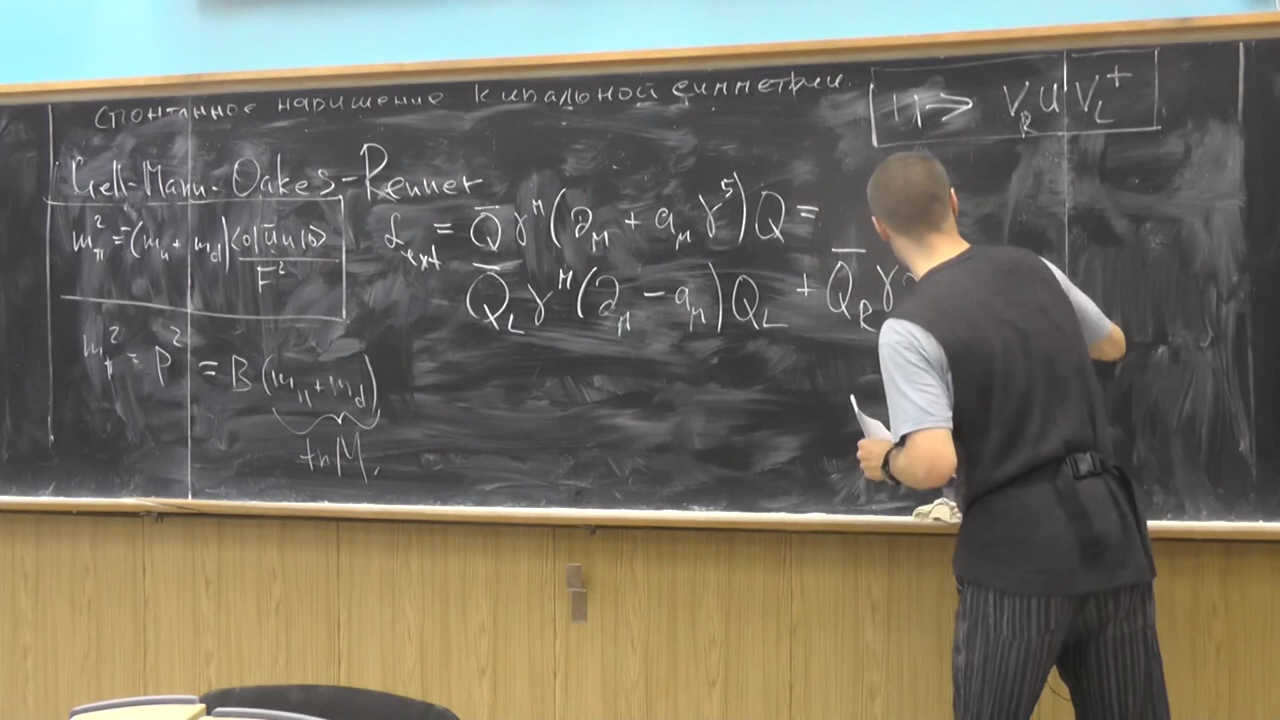 Спонтанное нарушение киральной симметрии.
U → V_R U V_L^+
Gell-Mann-Oakes-Renner
m_π^2 = -(m_u + m_d) <0|ūu|0> / F^2
ℒ_ext = Q̄ γ^μ (∂_μ + a_μ γ^5) Q =
Q̄_L γ^μ (∂_μ - a_μ) Q_L + Q̄_R γ
m_π^2 = p^2 = B (m_u + m_d)
tr M.